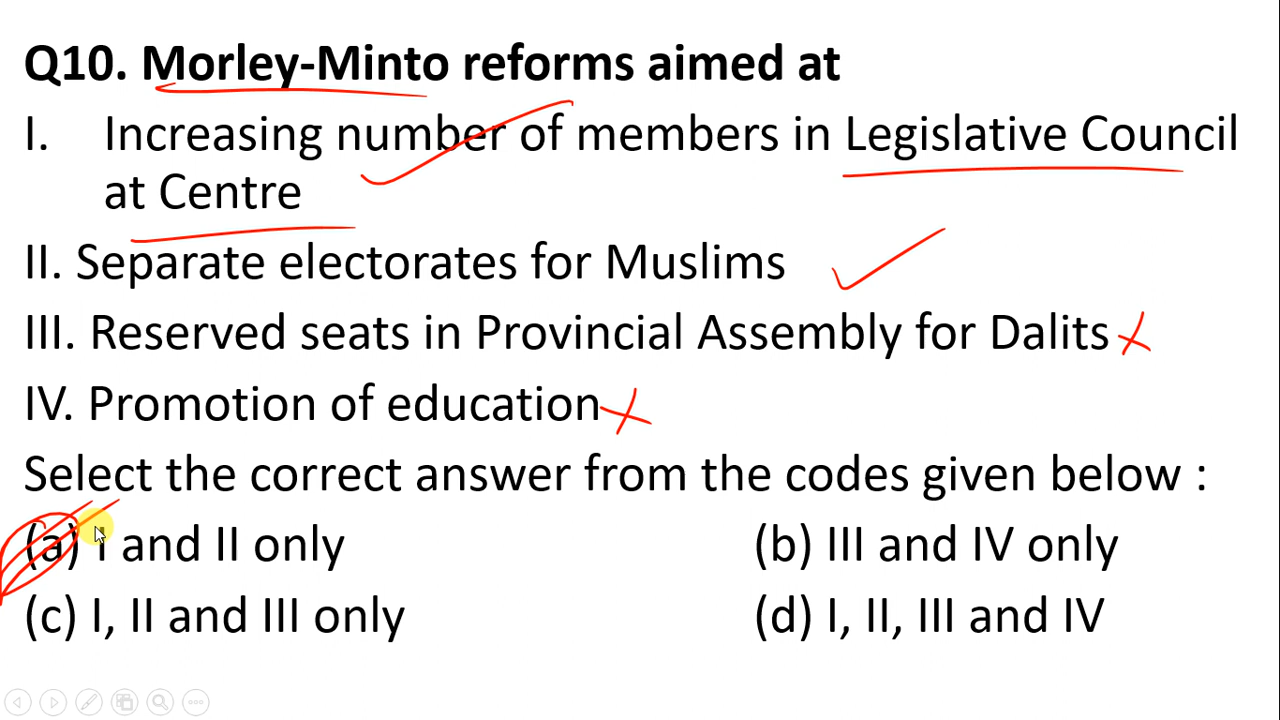 Q10. Morley-Minto reforms aimed at
I. Increasing number of members in Legislative Council
at Centre
II. Separate electorates for Muslims
III. Reserved seats in Provincial Assembly for Dalits
IV. Promotion of education
Select the correct answer from the codes given below :
(a) I and II only (b) III and IV only
(c) I, II and III only (d) I, II, III and IV